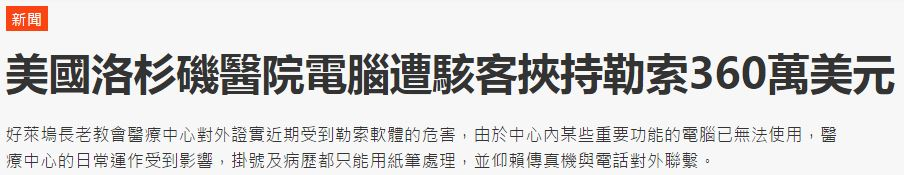 新聞
美國洛杉磯醫院電腦遭駭客挾持勒索360萬美元
好萊塢長老教會醫療中心對外證實近期受到勒索軟體的危害，由於中心內某些重要功能的電腦已無法使用，醫
療中心的日常運作受到影響，掛號及病歷都只能用紙筆處理，並仰賴傳真機與電話對外聯繫。